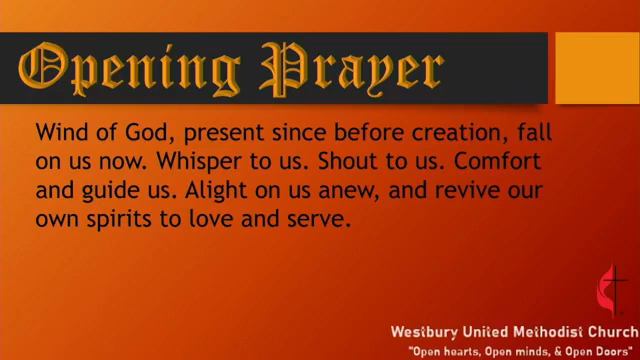 Opening Prayer
Wind of God, present since before creation, fall
on us now. Whisper to us. Shout to us. Comfort
and guide us. Alight on us anew, and revive our
own spirits to love and serve.
Westbury United Methodist Church
"Open hearts, Open minds, & Open Doors"